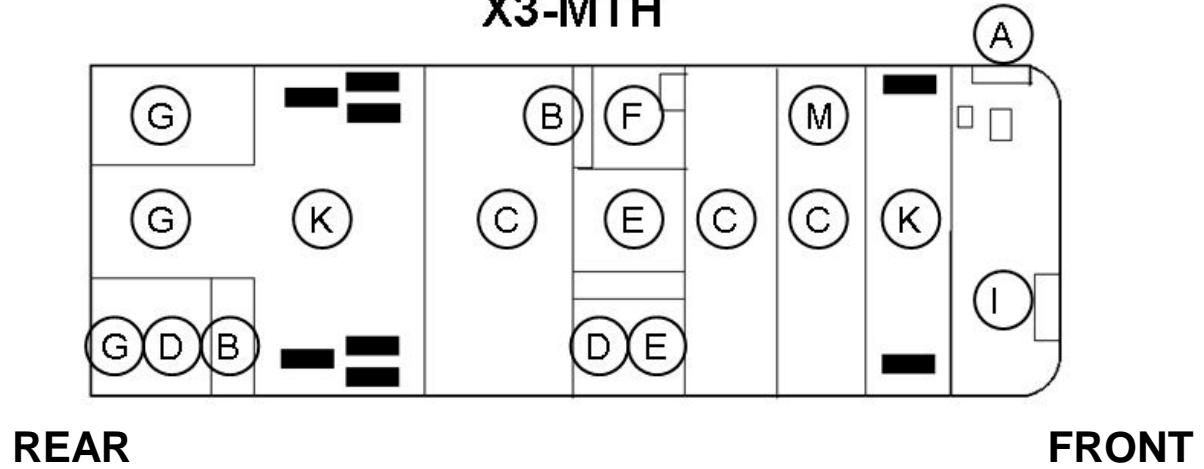 X3-MTH
A
G B F M
G K C E C C K
I
G D B D E
REAR FRONT